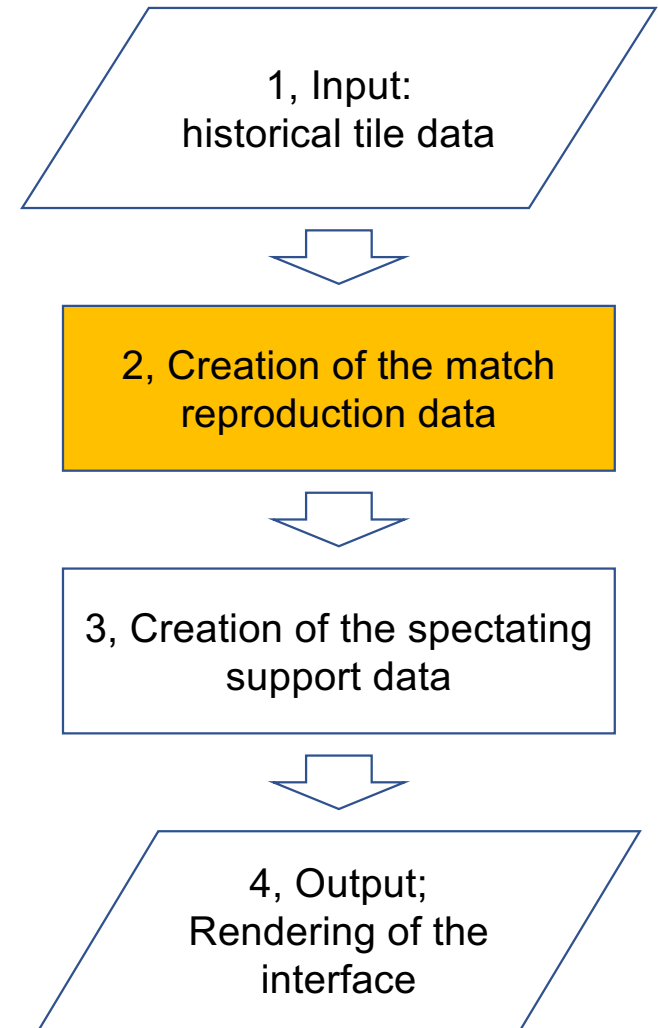 1, Input:
historical tile data
2, Creation of the match
reproduction data
3, Creation of the spectating
support data
4, Output;
Rendering of the
interface